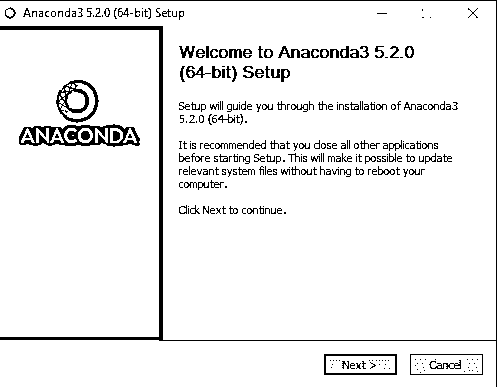 Anaconda3 5.2.0 (64-bit) Setup
Welcome to Anaconda3 5.2.0
(64-bit) Setup
Setup will guide you through the installation of Anaconda3
5.2.0 (64-bit).
It is recommended that you close all other applications
before starting Setup. This will make it possible to update
relevant system files without having to reboot your
computer.
Click Next to continue.
ANACONDA
Next >
Cancel